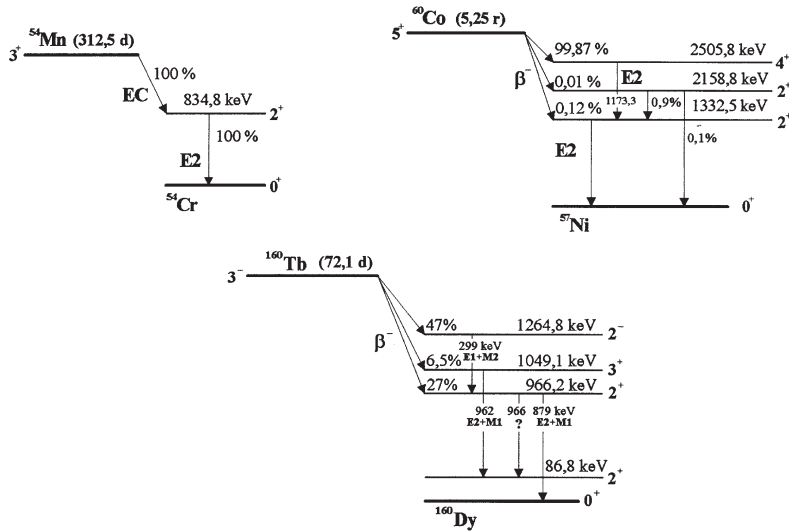 ⁵⁴Mn (312,5 d)
3⁺
100 %
EC
834,8 keV
2⁺
100 %
E2
0⁺
⁵⁴Cr
⁶⁰Co (5,25 r)
5⁺
99,87 %
2505,8 keV
4⁺
β⁻
E2
0,01 %
2158,8 keV
2⁺
1173,3
0,9%
0,12 %
1332,5 keV
2⁺
0,1%
E2
0⁺
⁵⁷Ni
¹⁶⁰Tb (72,1 d)
3⁻
47%
1264,8 keV
2⁻
β⁻
299 keV
E1+M2
6,5%
1049,1 keV
3⁺
27%
966,2 keV
2⁺
962
E2+M1
966
?
879 keV
E2+M1
86,8 keV
2⁺
0⁺
¹⁶⁰Dy